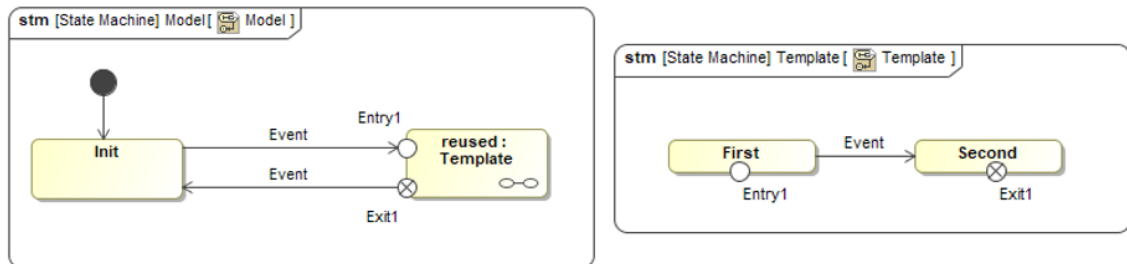 stm [State Machine] Model[ Model ]
Entry1
Event
Init
reused :
Template
Event
Exit1
stm [State Machine] Template [ Template ]
First
Event
Second
Entry1
Exit1